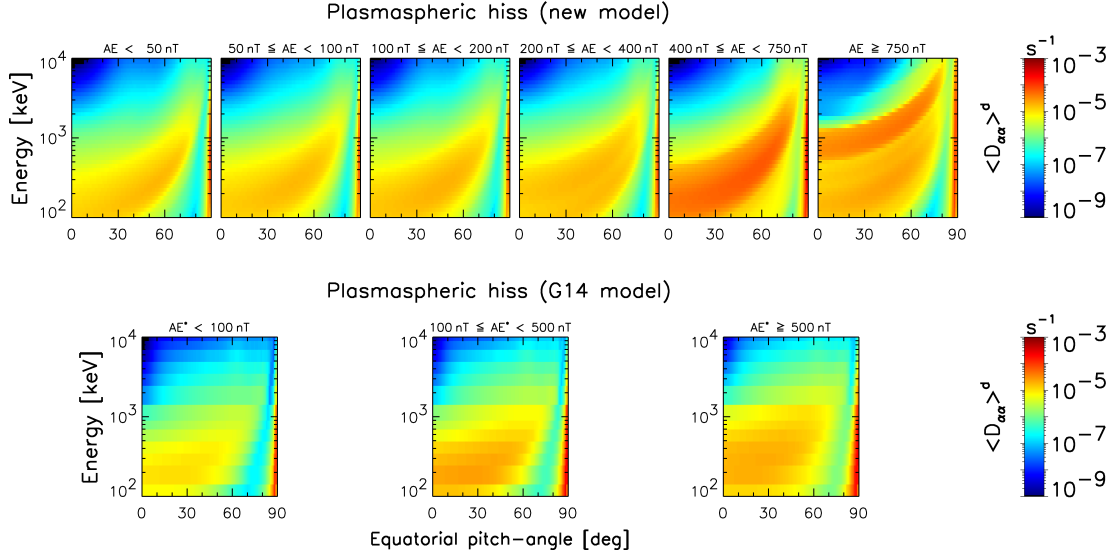 Plasmaspheric hiss (new model)
AE < 50 nT
50 nT ≦ AE < 100 nT
100 nT ≦ AE < 200 nT
200 nT ≦ AE < 400 nT
400 nT ≦ AE < 750 nT
AE ≧ 750 nT
Energy [keV]
10⁴
10³
10²
0 30 60
0 30 60
0 30 60
0 30 60
0 30 60
0 30 60 90
s⁻¹
10⁻³
10⁻⁵
10⁻⁷
10⁻⁹
<Dαα>ᵈ
Plasmaspheric hiss (G14 model)
AE* < 100 nT
100 nT ≦ AE* < 500 nT
AE* ≧ 500 nT
Energy [keV]
10⁴
10³
10²
0 30 60 90
10⁴
10³
10²
0 30 60 90
10⁴
10³
10²
0 30 60 90
Equatorial pitch-angle [deg]
s⁻¹
10⁻³
10⁻⁵
10⁻⁷
10⁻⁹
<Dαα>ᵈ